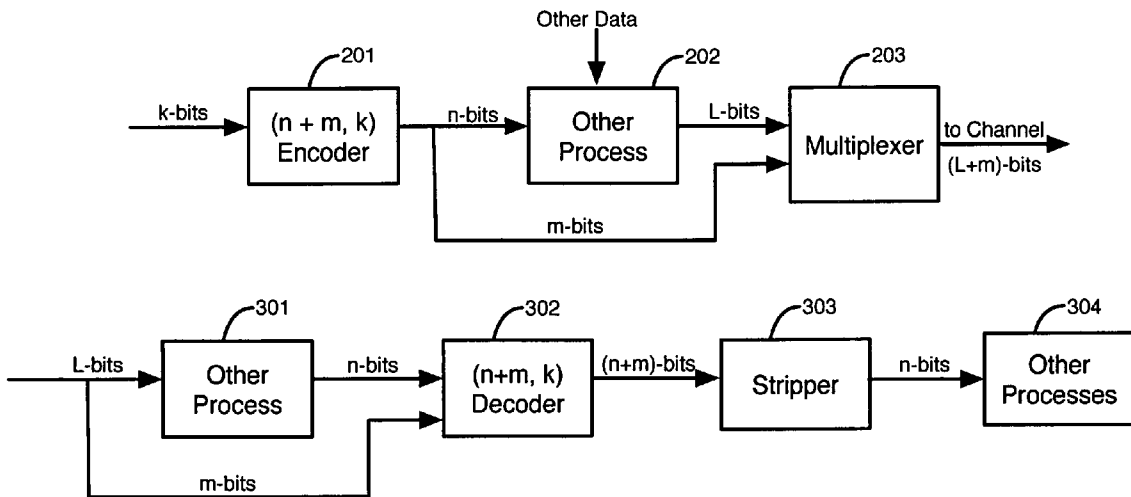 Other Data
201
202
203
k-bits
(n + m, k)
Encoder
n-bits
Other
Process
L-bits
Multiplexer
to Channel
(L+m)-bits
m-bits
301
302
303
304
L-bits
Other
Process
n-bits
(n+m, k)
Decoder
(n+m)-bits
Stripper
n-bits
Other
Processes
m-bits